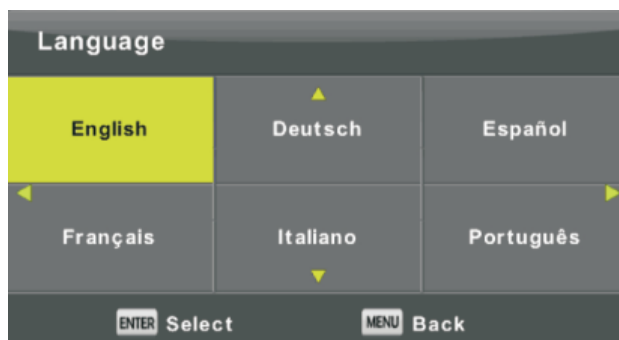 Language
English Deutsch Español
Français Italiano Português
ENTER Select MENU Back